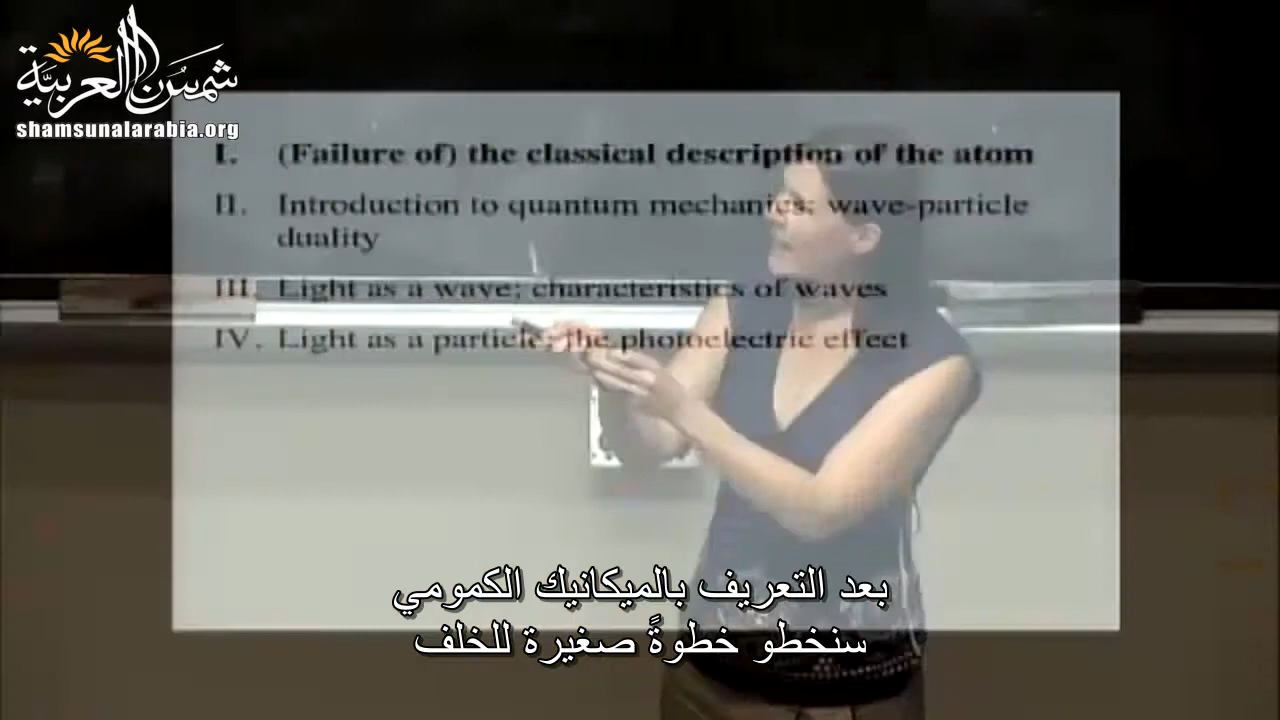 شمس العربية
shamsunalarabia.org
I. (Failure of) the classical description of the atom
II. Introduction to quantum mechanics: wave-particle
duality
III. Light as a wave; characteristics of waves
IV. Light as a particle; the photoelectric effect
بعد التعريف بالميكانيك الكمومي
سنخطو خطوةً صغيرة للخلف